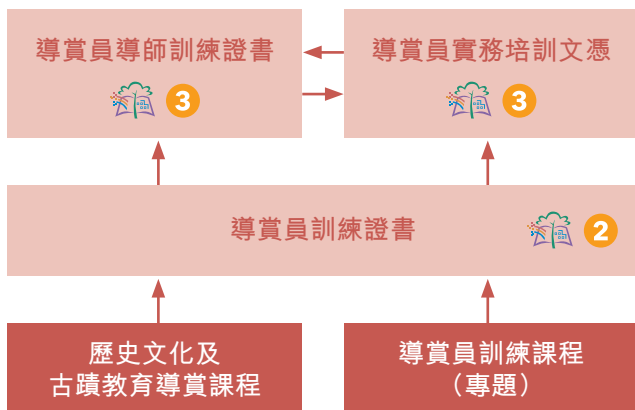 導賞員導師訓練證書
3
導賞員實務培訓文憑
3
導賞員訓練證書
2
歷史文化及
古蹟教育導賞課程
導賞員訓練課程
（專題）